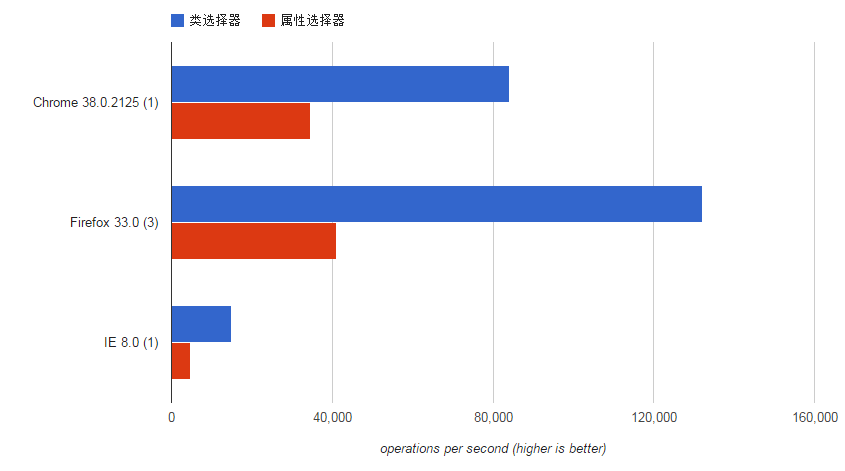 类选择器 属性选择器
Chrome 38.0.2125 (1)
Firefox 33.0 (3)
IE 8.0 (1)
0 40,000 80,000 120,000 160,000
operations per second (higher is better)